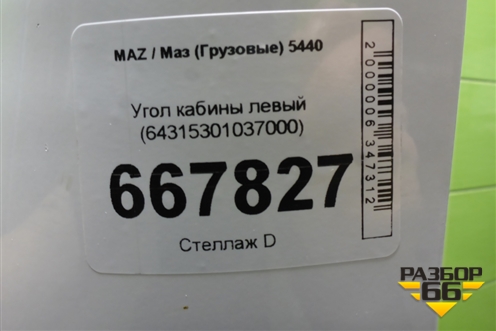 MAZ / Маз (Грузовые) 5440
Угол кабины левый
(64315301037000)
667827
Стеллаж D
2000006347312
РАЗБОР
66